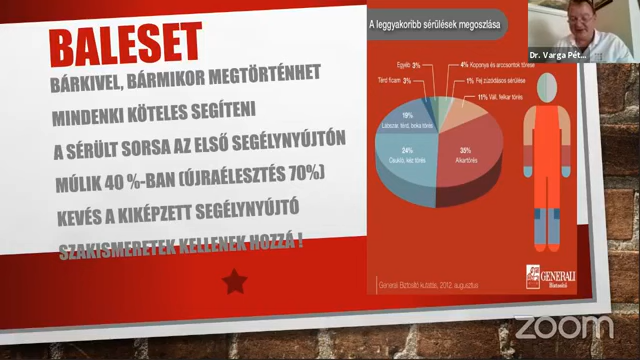 BALESET
BÁRKIVEL, BÁRMIKOR MEGTÖRTÉNHET
MINDENKI KÖTELES SEGÍTENI
A SÉRÜLT SORSA AZ ELSŐ SEGÉLYNYÚJTÓN
MÚLIK 40 %-BAN (ÚJRAÉLESZTÉS 70%)
KEVÉS A KIKÉPZETT SEGÉLYNYÚJTÓ
SZAKISMERETEK KELLENEK HOZZÁ !
A leggyakoribb sérülések megoszlása
Egyéb 3%
4% Koponya és arccsontok törése
Térd ficam 3%
1% Fej zúzódásos sérülése
11% Váll, felkar törés
19%
Lábszár, térd, boka törés
24%
Csukló, kéz törés
35%
Alkartörés
Generali Biztosító kutatás, 2012. augusztus
GENERALI
Biztosító
Dr. Varga Pét...
zoom